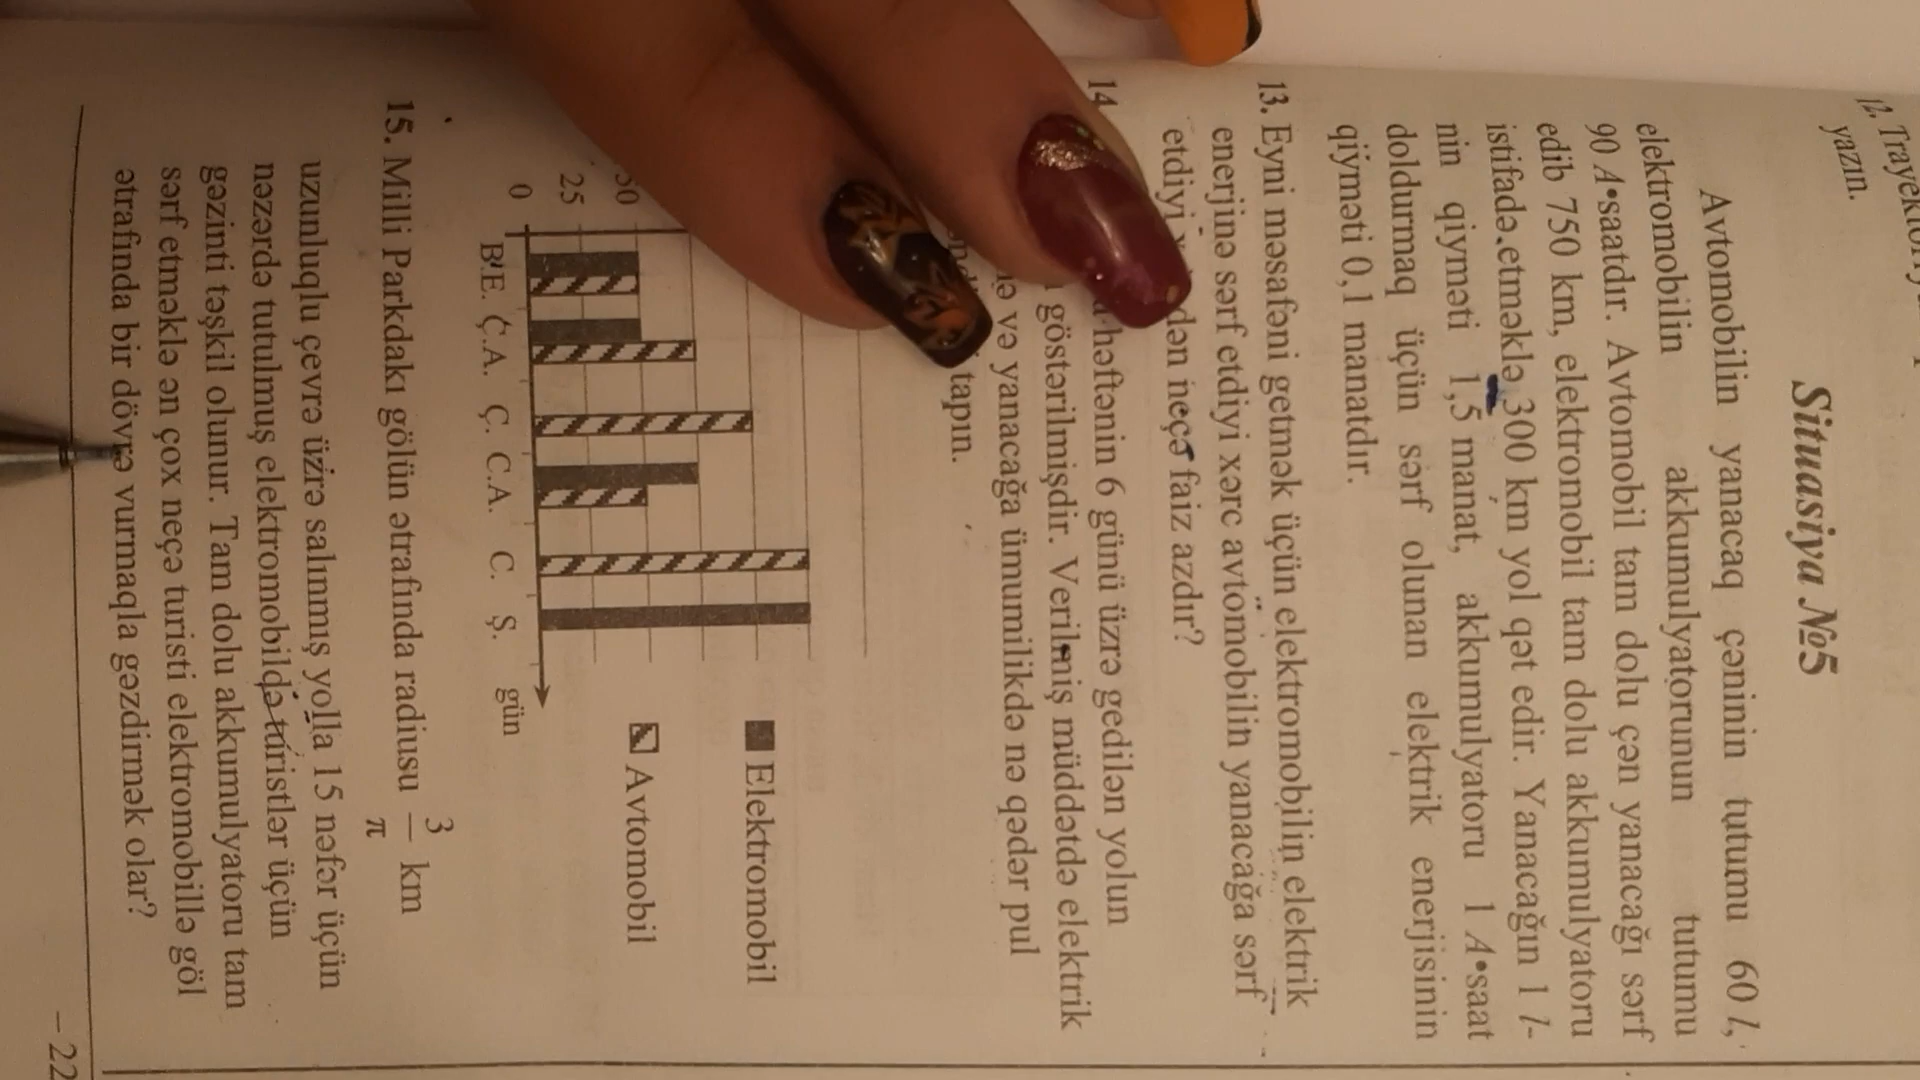 12. Trayektoriy
yazın.
Situasiya №5
Avtomobilin yanacaq çəninin tutumu 60 l,
elektromobilin akkumulyatorunun tutumu
90 A•saatdır. Avtomobil tam dolu çən yanacağı sərf
edib 750 km, elektromobil tam dolu akkumulyatoru
istifadə etməklə 300 km yol qət edir. Yanacağın 1 l-
nin qiyməti 1,5 manat, akkumulyatoru 1 A•saat
doldurmaq üçün sərf olunan elektrik enerjisinin
qiyməti 0,1 manatdır.
13. Eyni məsafəni getmək üçün elektromobilin elektrik
enerjinə sərf etdiyi xərc avtomobilin yanacağa sərf
etdiyi dən neçə faiz azdır?
14 həftənin 6 günü üzrə gedilən yolun
göstərilmişdir. Verilmiş müddətdə elektrik
və yanacağa ümumilikdə nə qədər pul
tapın.
25
0
B.E. Ç.A. Ç. C.A. C. Ş. gün
Elektromobil
Avtomobil
15. Milli Parkdakı gölün ətrafında radiusu 3/π km
uzunluqlu çevrə üzrə salınmış yolla 15 nəfər üçün
nəzərdə tutulmuş elektromobildə turistlər üçün
gəzinti təşkil olunur. Tam dolu akkumulyatoru tam
sərf etməklə ən çox neçə turisti elektromobillə göl
ətrafında bir dövrə vurmaqla gəzdirmək olar?
– 22